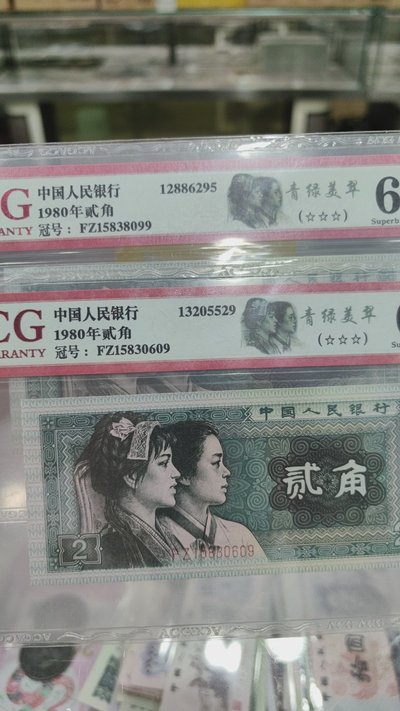 G
RANTY
中国人民银行
1980年贰角
冠号: FZ15838099
12886295
青绿美翠
(☆☆☆)
6
Superb
CG
RRANTY
中国人民银行
1980年贰角
冠号: FZ15830609
13205529
青绿美翠
(☆☆☆)
中国人民银行
贰角
2
FZ15830609